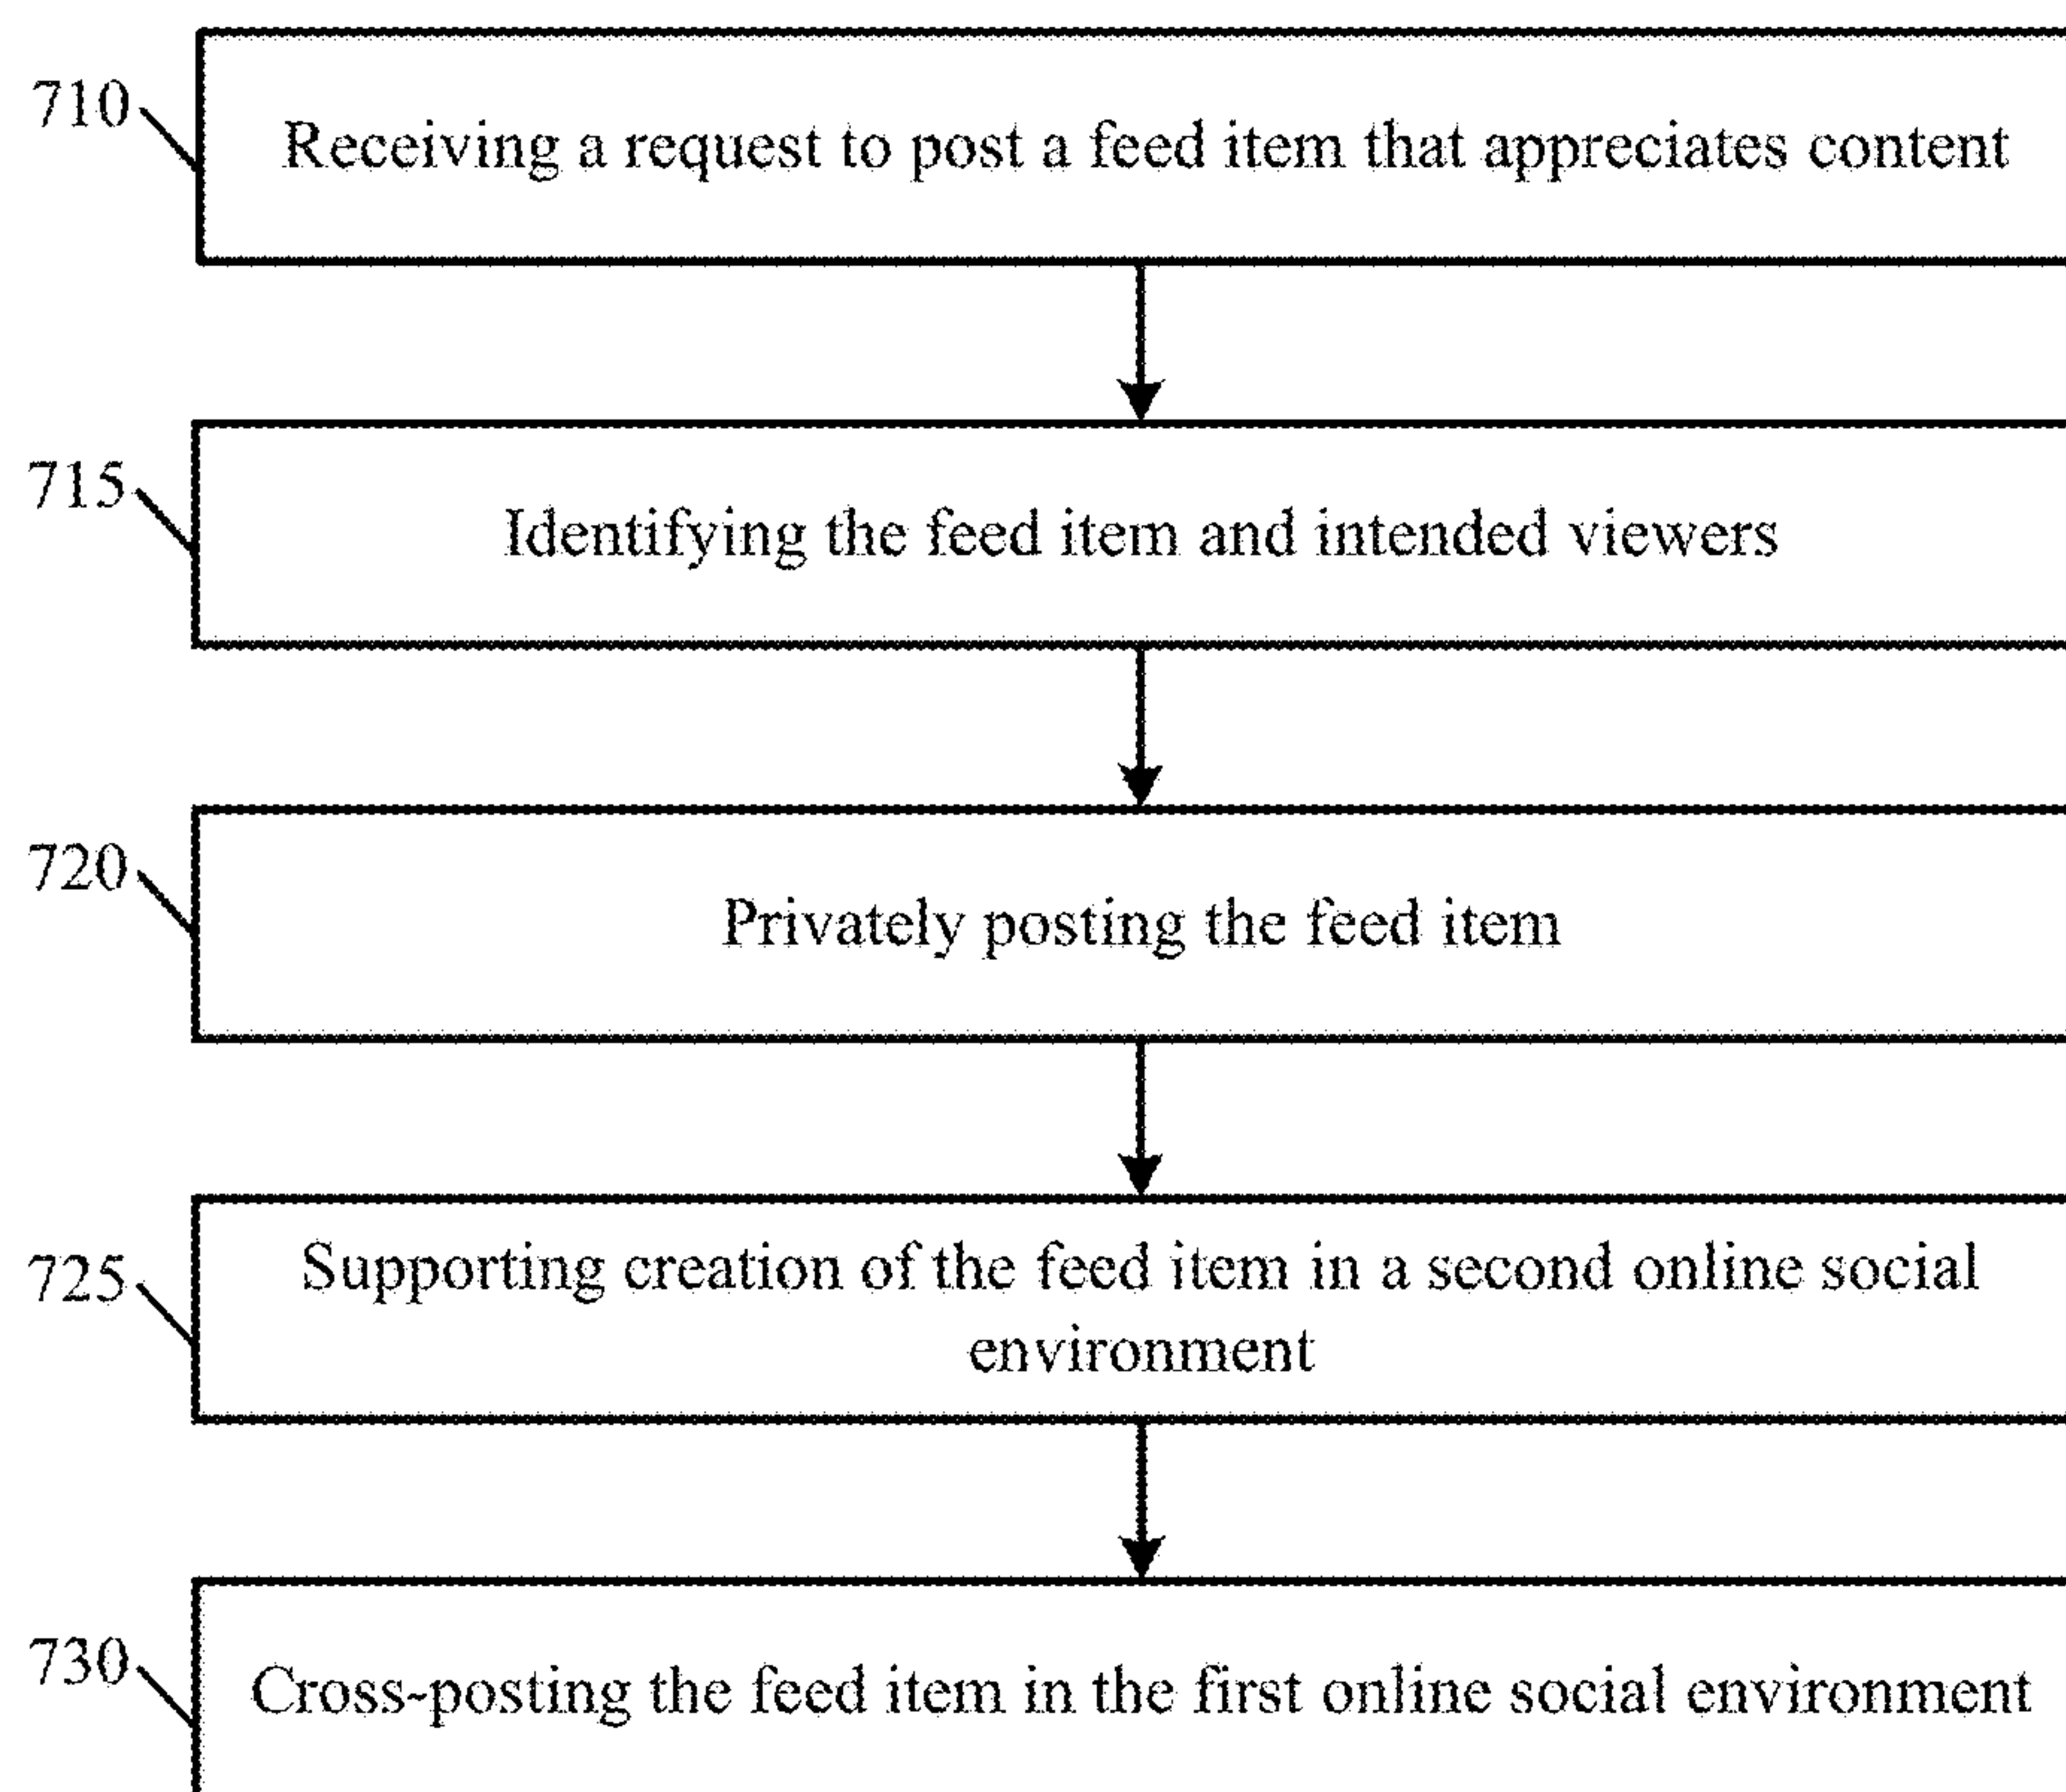 710
Receiving a request to post a feed item that appreciates content
715
Identifying the feed item and intended viewers
720
Privately posting the feed item
725
Supporting creation of the feed item in a second online social
environment
730
Cross-posting the feed item in the first online social environment